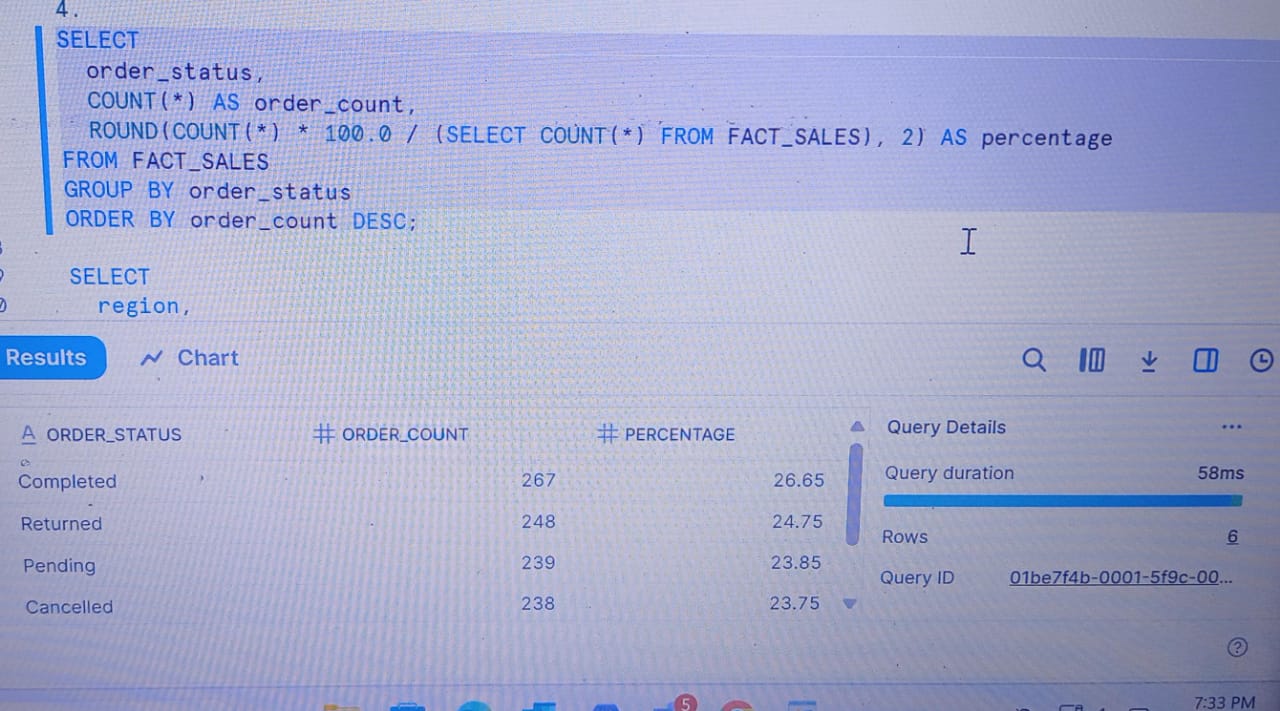 4.
SELECT
order_status,
COUNT(*) AS order_count,
ROUND(COUNT(*) * 100.0 / (SELECT COUNT(*) FROM FACT_SALES), 2) AS percentage
FROM FACT_SALES
GROUP BY order_status
ORDER BY order_count DESC;
SELECT
region,
Results Chart
A ORDER_STATUS # ORDER_COUNT # PERCENTAGE
Completed 267 26.65
Returned 248 24.75
Pending 239 23.85
Cancelled 238 23.75
Query Details ...
Query duration 58ms
Rows 6
Query ID 01be7f4b-0001-5f9c-00...
5
7:33 PM